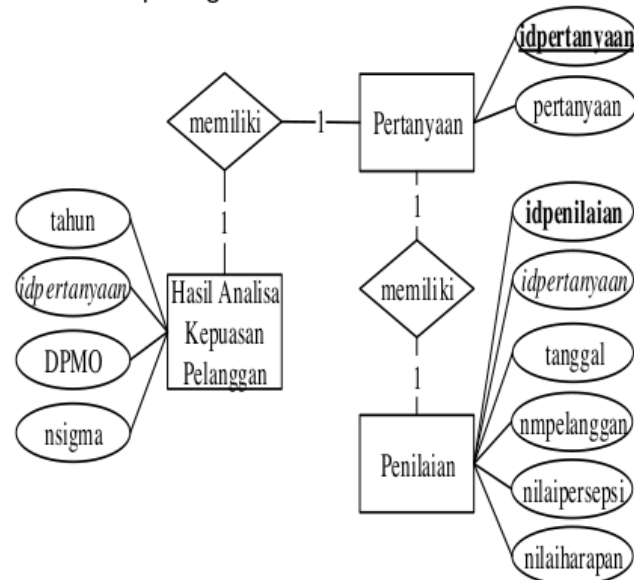 idpertanyaan
memiliki
1
Pertanyaan
pertanyaan
1
1
tahun
idpertanyaan
DPMO
nsigma
Hasil Analisa
Kepuasan
Pelanggan
memiliki
1
Penilaian
idpenilaian
idpertanyaan
tanggal
nmpelanggan
nilaipersepsi
nilaiharapan